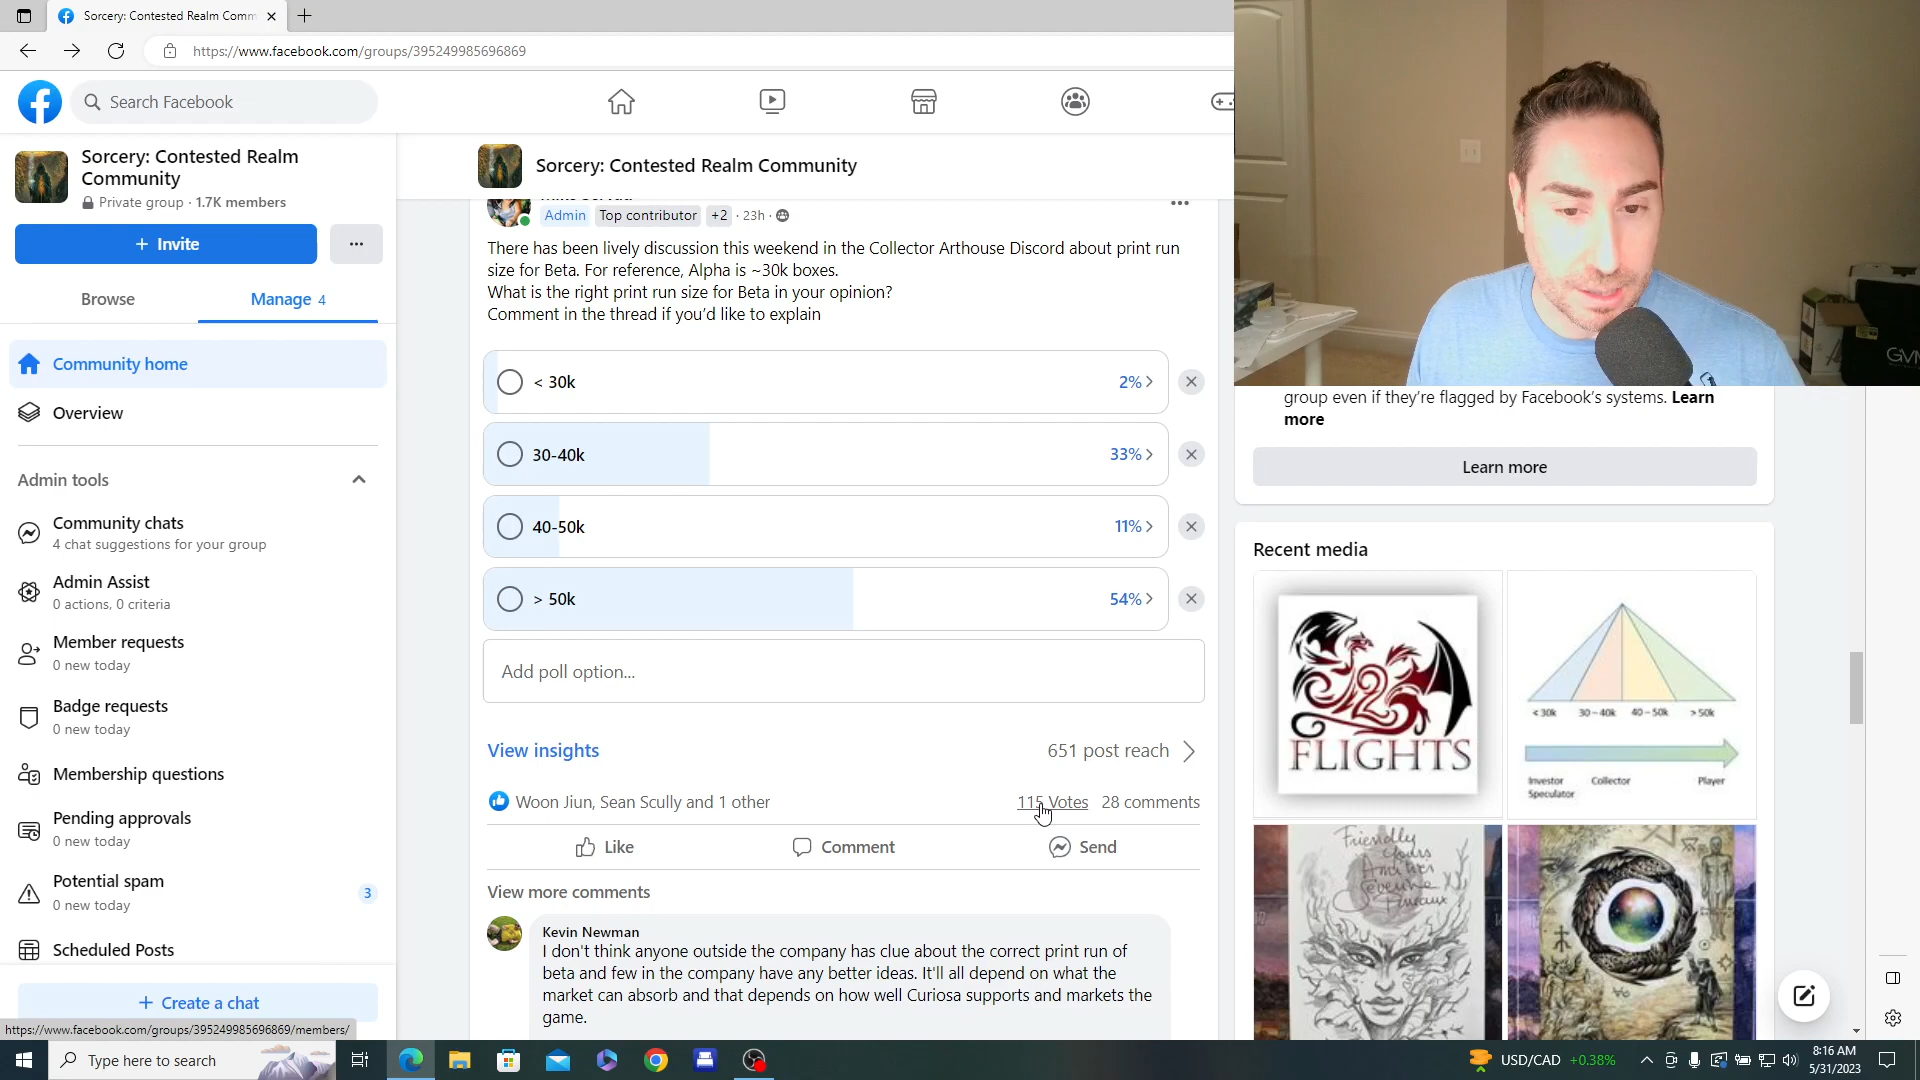 Sorcery: Contested Realm Comm
https://www.facebook.com/groups/395249985696869
Search Facebook
Sorcery: Contested Realm
Community
Private group · 1.7K members
+ Invite
Browse
Manage 4
Community home
Overview
Admin tools
Community chats
4 chat suggestions for your group
Admin Assist
0 actions, 0 criteria
Member requests
0 new today
Badge requests
0 new today
Membership questions
Pending approvals
0 new today
Potential spam
0 new today
3
Scheduled Posts
+ Create a chat
https://www.facebook.com/groups/395249985696869/members/
Sorcery: Contested Realm Community
Admin Top contributor +2 · 23h ·
There has been lively discussion this weekend in the Collector Arthouse Discord about print run
size for Beta. For reference, Alpha is ~30k boxes.
What is the right print run size for Beta in your opinion?
Comment in the thread if you'd like to explain
< 30k 2%
30-40k 33%
40-50k 11%
> 50k 54%
Add poll option...
View insights
651 post reach
Woon Jiun, Sean Scully and 1 other
115 Votes 28 comments
Like Comment Send
View more comments
Kevin Newman
I don't think anyone outside the company has clue about the correct print run of
beta and few in the company have any better ideas. It'll all depend on what the
market can absorb and that depends on how well Curiosa supports and markets the
game.
GVM
group even if they're flagged by Facebook's systems. Learn
more
Learn more
Recent media
FLIGHTS
<30k 30-40k 40-50k >50k
Investor Collector Player
Speculator
Friendly
Yours
Type here to search
USD/CAD +0.38%
8:16 AM
5/31/2023